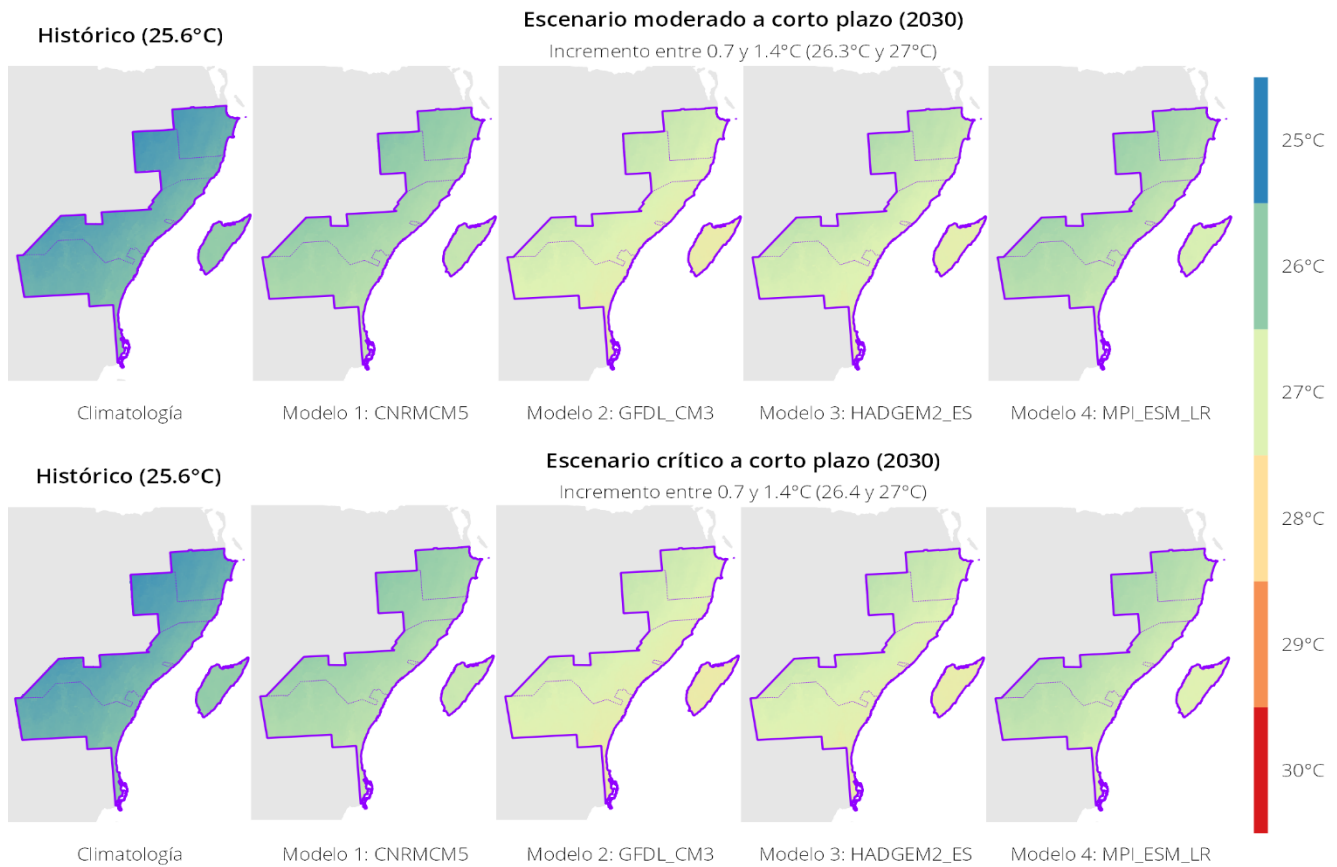 Histórico (25.6°C)
Escenario moderado a corto plazo (2030)
Incremento entre 0.7 y 1.4°C (26.3°C y 27°C)
Climatología
Modelo 1: CNRMCM5
Modelo 2: GFDL_CM3
Modelo 3: HADGEM2_ES
Modelo 4: MPI_ESM_LR
Histórico (25.6°C)
Escenario crítico a corto plazo (2030)
Incremento entre 0.7 y 1.4°C (26.4 y 27°C)
Climatología
Modelo 1: CNRMCM5
Modelo 2: GFDL_CM3
Modelo 3: HADGEM2_ES
Modelo 4: MPI_ESM_LR
25°C
26°C
27°C
28°C
29°C
30°C